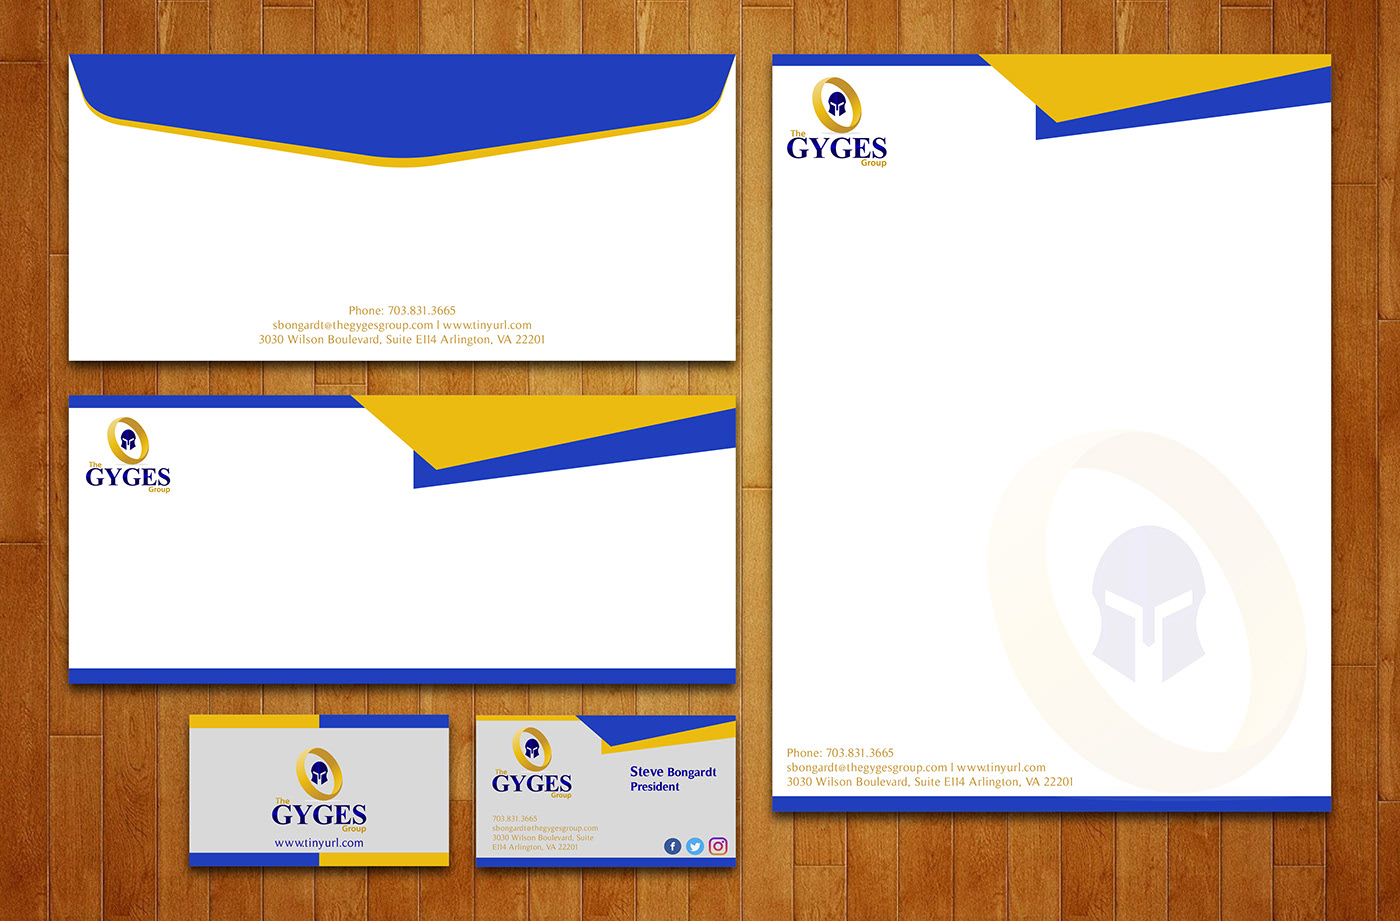 Phone: 703.831.3665
sbongardt@thegygesgroup.com | www.tinyurl.com
3030 Wilson Boulevard, Suite E114 Arlington, VA 22201
The
GYGES
Group
The
GYGES
Group
www.tinyurl.com
The
GYGES
Group
Steve Bongardt
President
703.831.3665
sbongardt@thegygesgroup.com
3030 Wilson Boulevard, Suite
E114 Arlington, VA 22201
f
The
GYGES
Group
Phone: 703.831.3665
sbongardt@thegygesgroup.com | www.tinyurl.com
3030 Wilson Boulevard, Suite E114 Arlington, VA 22201